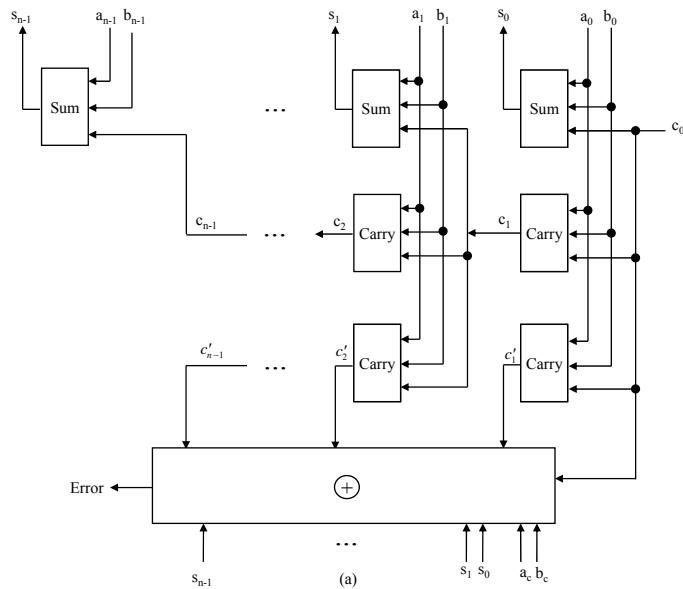 s_{n-1} a_{n-1} b_{n-1} s_1 a_1 b_1 s_0 a_0 b_0
Sum ... Sum Sum
c_0
c_{n-1} ... c_2 Carry c_1 Carry
c'_{n-1} ... c'_2 Carry c'_1 Carry
Error +
s_{n-1} ... s_1 s_0 a_c b_c
(a)